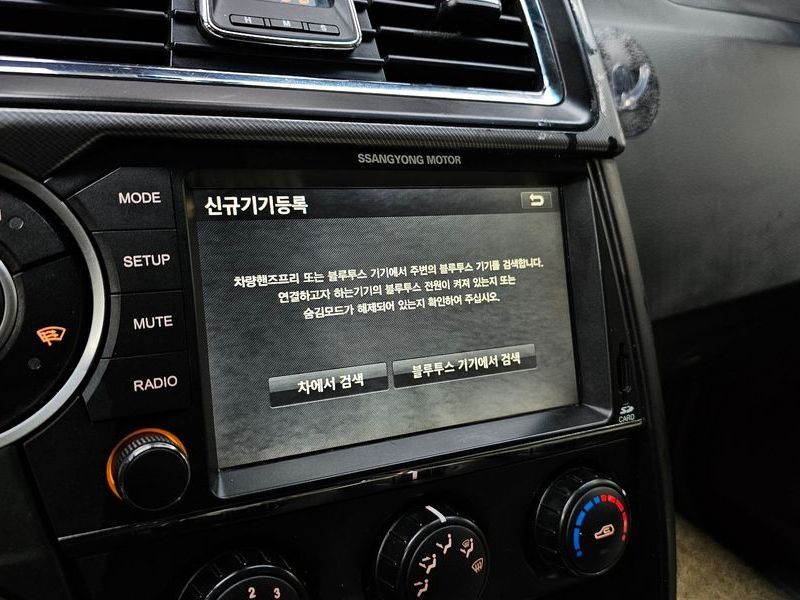 H M S
SSANGYONG MOTOR
MODE
신규기기등록
SETUP
차량핸즈프리 또는 블루투스 기기에서 주변의 블루투스 기기를 검색합니다.
연결하고자 하는기기의 블루투스 전원이 켜져 있는지 또는
숨김모드가 해제되어 있는지 확인하여 주십시오.
MUTE
RADIO
차에서 검색
블루투스 기기에서 검색
SD
CARD
2 3